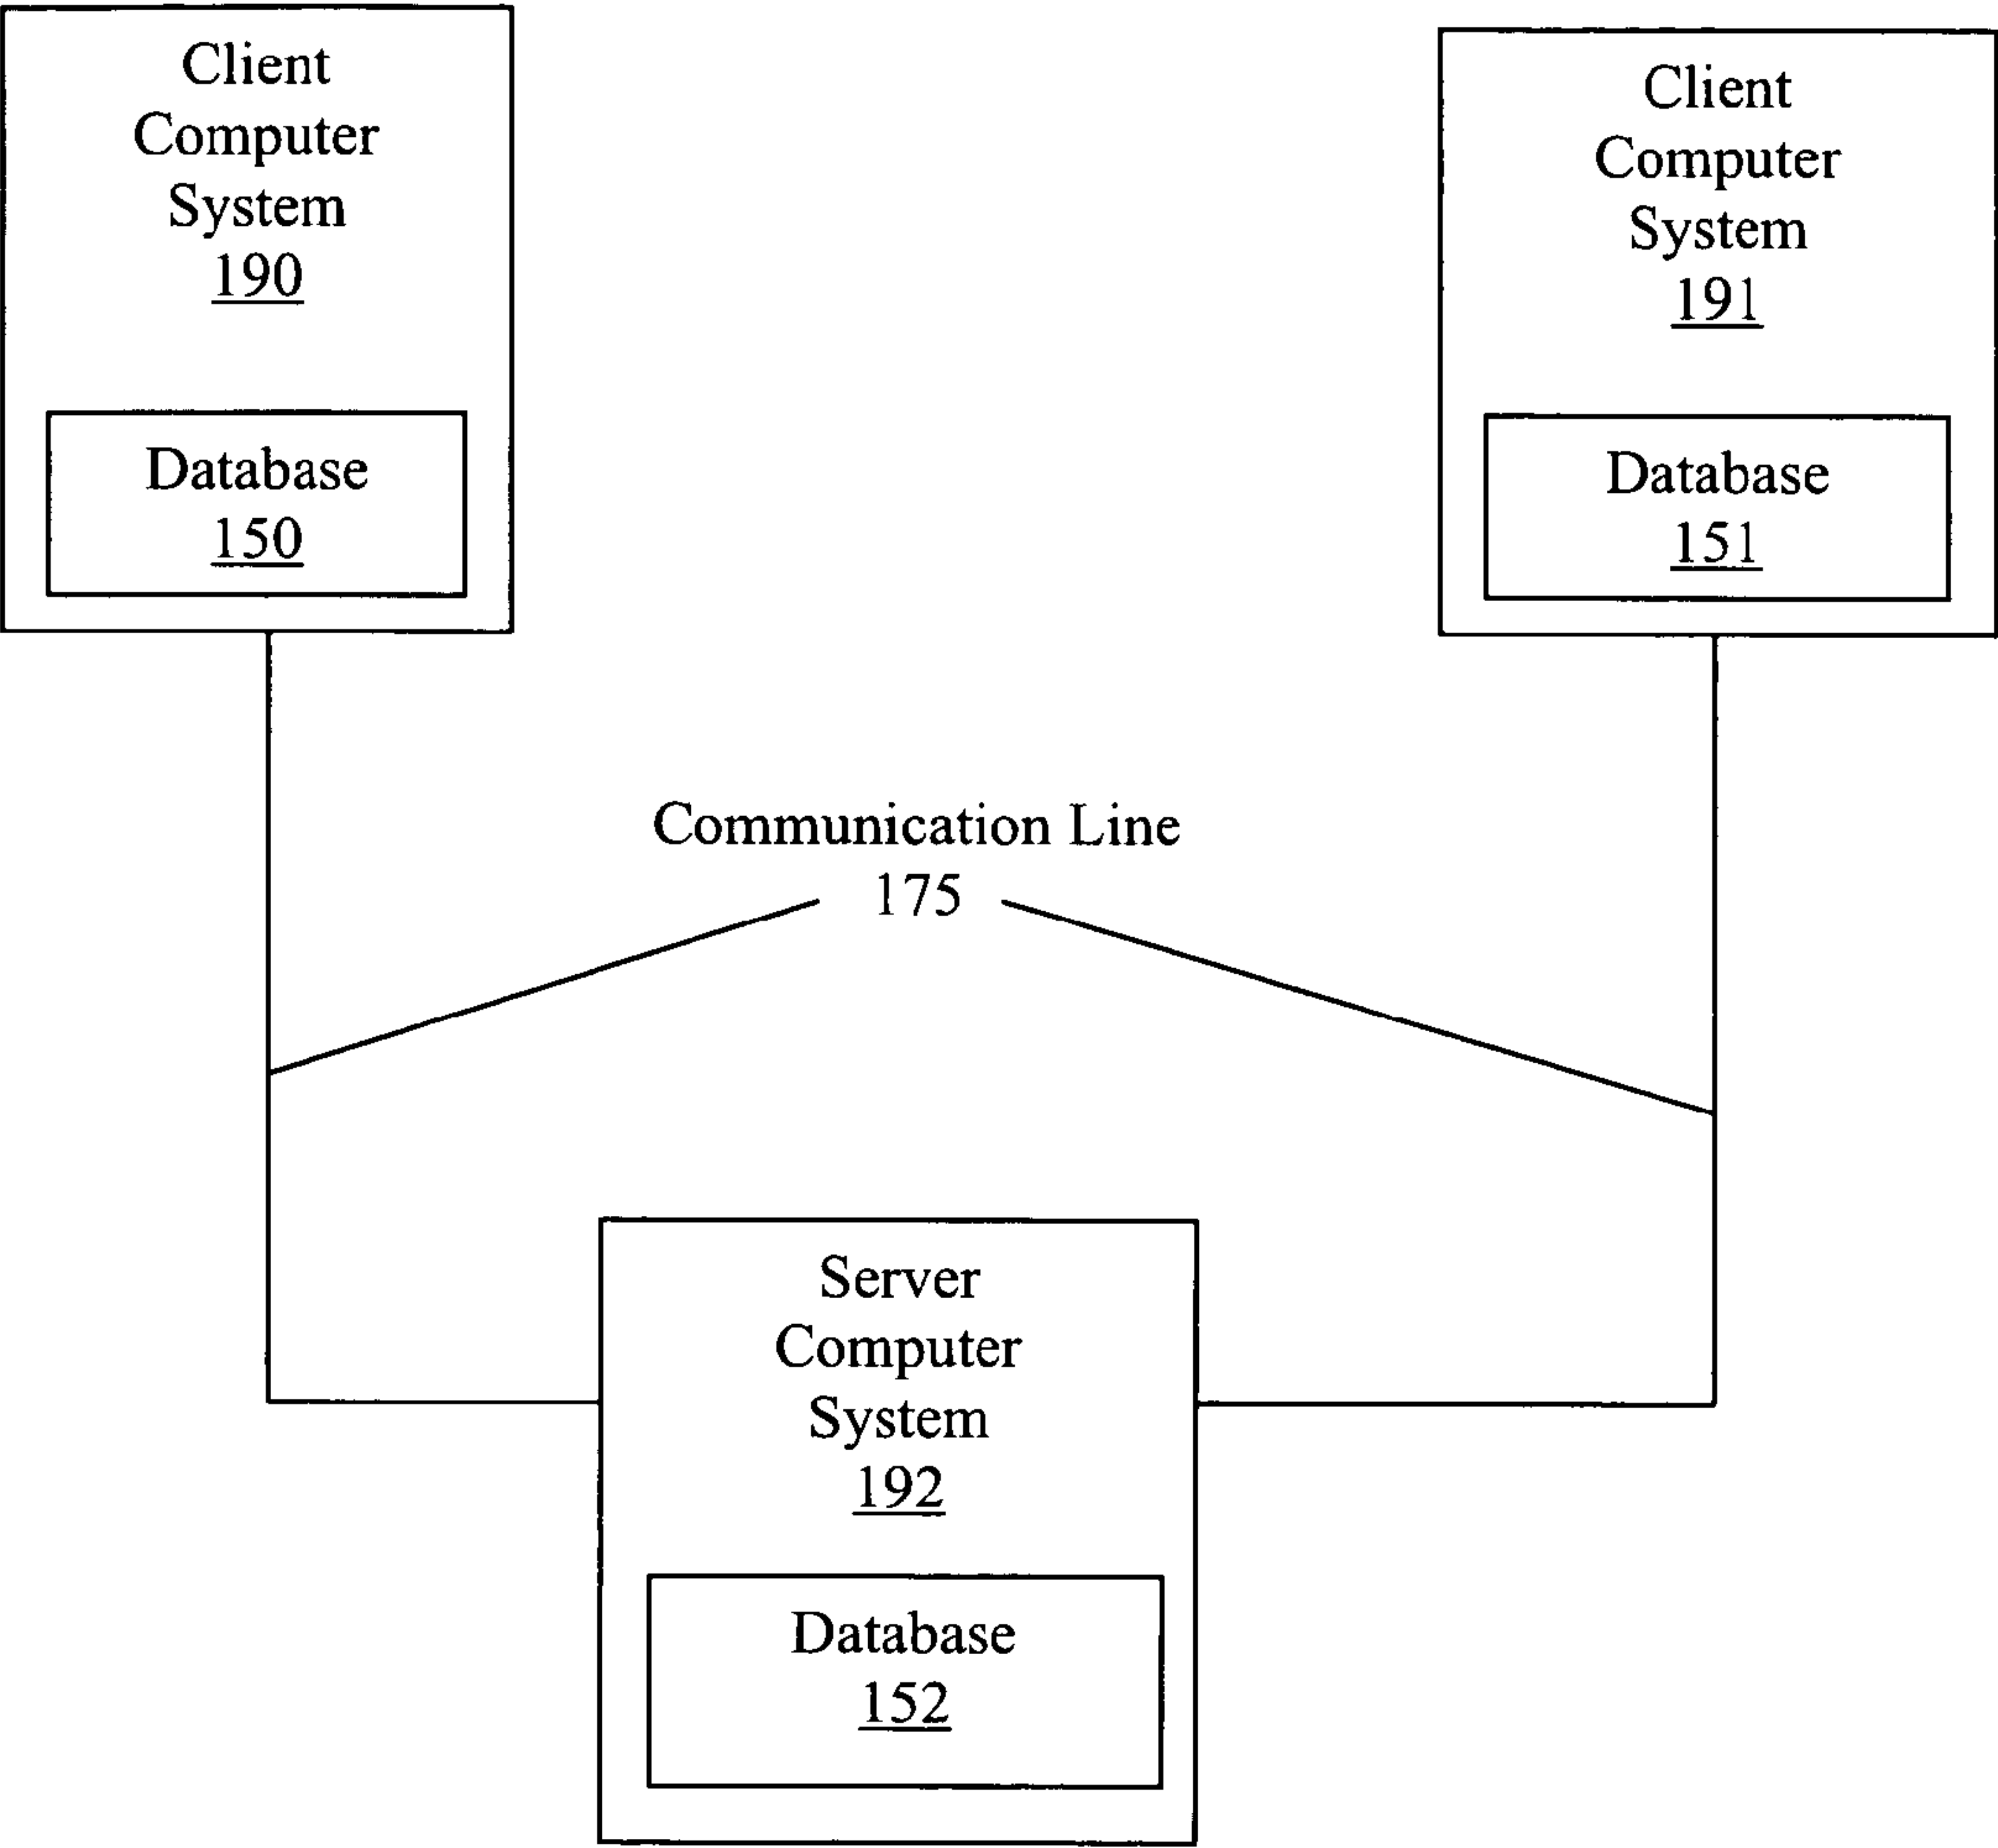 Client
Computer
System
190
Database
150
Client
Computer
System
191
Database
151
Communication Line
175
Server
Computer
System
192
Database
152